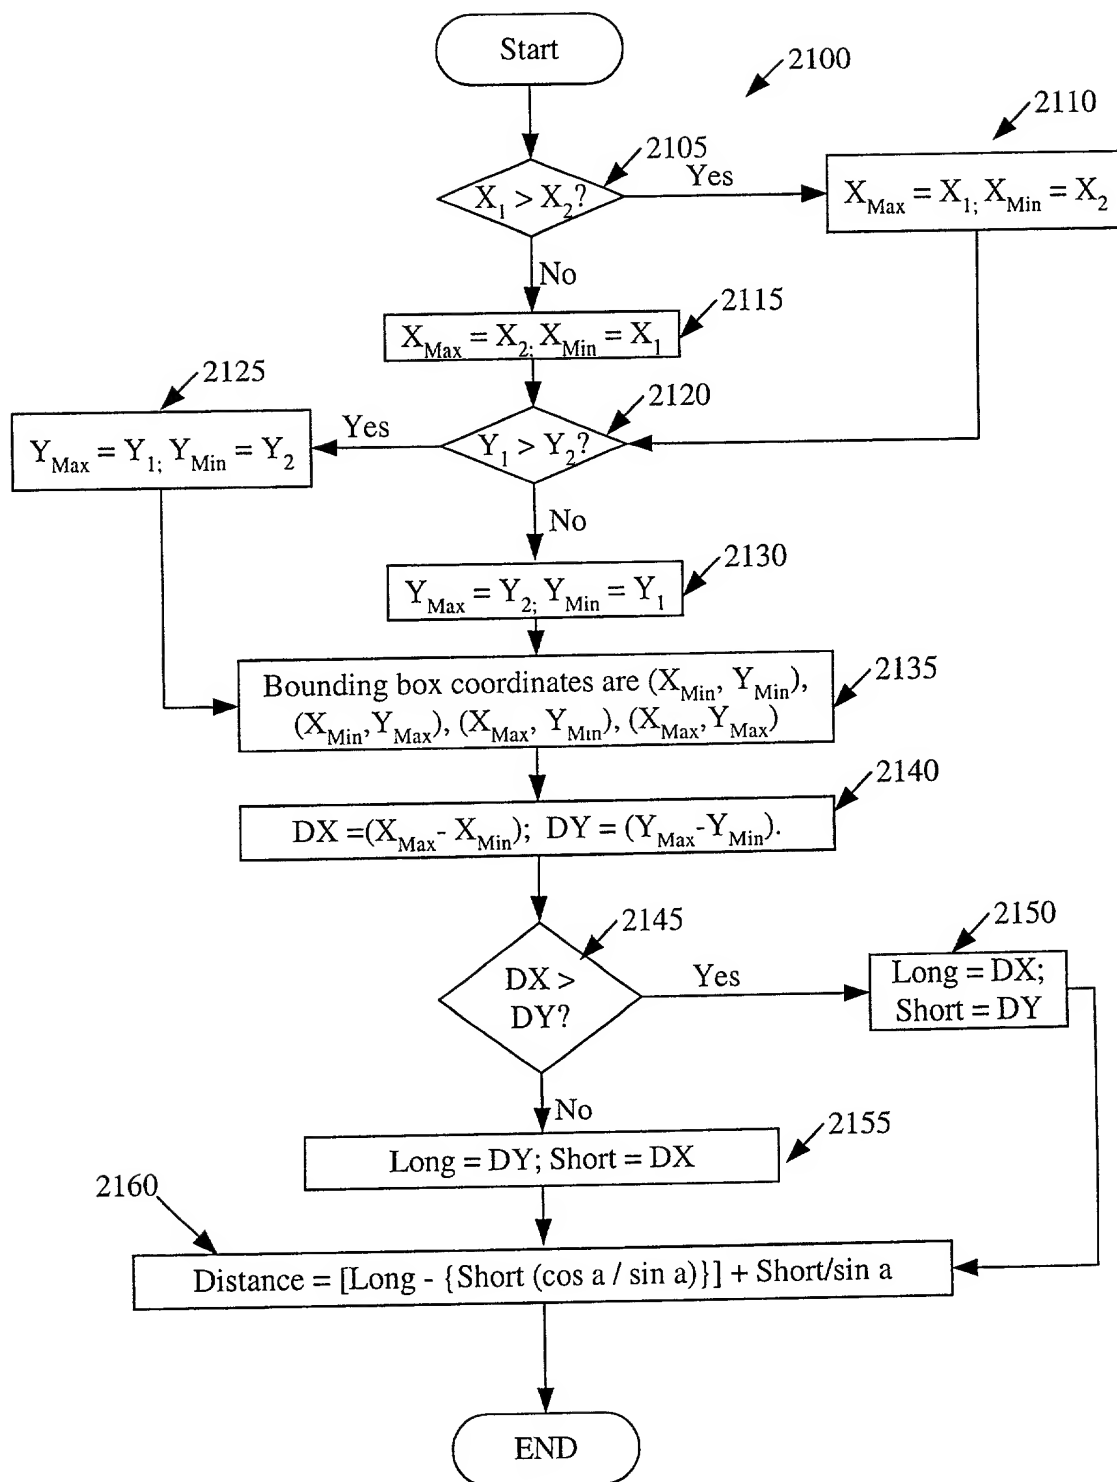 Start
2100
2110
2105
X1 > X2?
Yes
XMax = X1; XMin = X2
No
2115
XMax = X2; XMin = X1
2125
2120
YMax = Y1; YMin = Y2
Yes
Y1 > Y2?
No
2130
YMax = Y2; YMin = Y1
Bounding box coordinates are (XMin, YMin),
(XMin,YMax), (XMax, YMin), (XMax,YMax)
2135
2140
DX =(XMax- XMin); DY = (YMax-YMin).
2145
2150
DX >
DY?
Yes
Long = DX;
Short = DY
No
2155
Long = DY; Short = DX
2160
Distance = [Long - {Short (cos a / sin a)}] + Short/sin a
END